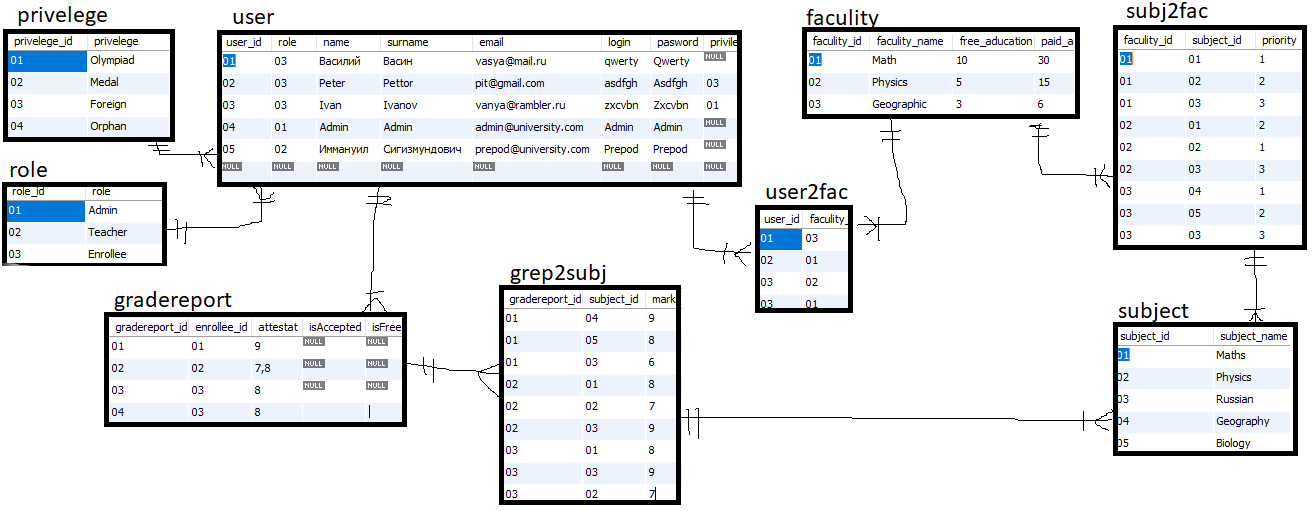 privelege
privelege_id privelege
01 Olympiad
02 Medal
03 Foreign
04 Orphan
role
role_id role
01 Admin
02 Teacher
03 Enrollee
user
user_id role name surname email login pasword privile
01 03 Василий Васин vasya@mail.ru qwerty Qwerty NULL
02 03 Peter Pettor pit@gmail.com asdfgh Asdfgh 03
03 03 Ivan Ivanov vanya@rambler.ru zxcvbn Zxcvbn 01
04 01 Admin Admin admin@university.com Admin Admin NULL
05 02 Иммануил Сигизмундович prepod@university.com Prepod Prepod NULL
NULL NULL NULL NULL NULL NULL NULL NULL
faculity
faculity_id faculity_name free_aducation paid_a
01 Math 10 30
02 Physics 5 15
03 Geographic 3 6
subj2fac
faculity_id subject_id priority
01 01 1
01 02 2
01 03 3
02 01 2
02 02 1
02 03 3
03 04 1
03 05 2
03 03 3
user2fac
user_id faculity_
01 03
02 01
03 02
03 01
gradereport
gradereport_id enrollee_id attestat isAccepted isFree
01 01 9 NULL NULL
02 02 7,8 NULL NULL
03 03 8 NULL NULL
04 03 8
grep2subj
gradereport_id subject_id mark
01 04 9
01 05 8
01 03 6
02 01 8
02 02 7
02 03 9
03 01 8
03 03 9
03 02 7
subject
subject_id subject_name
01 Maths
02 Physics
03 Russian
04 Geography
05 Biology